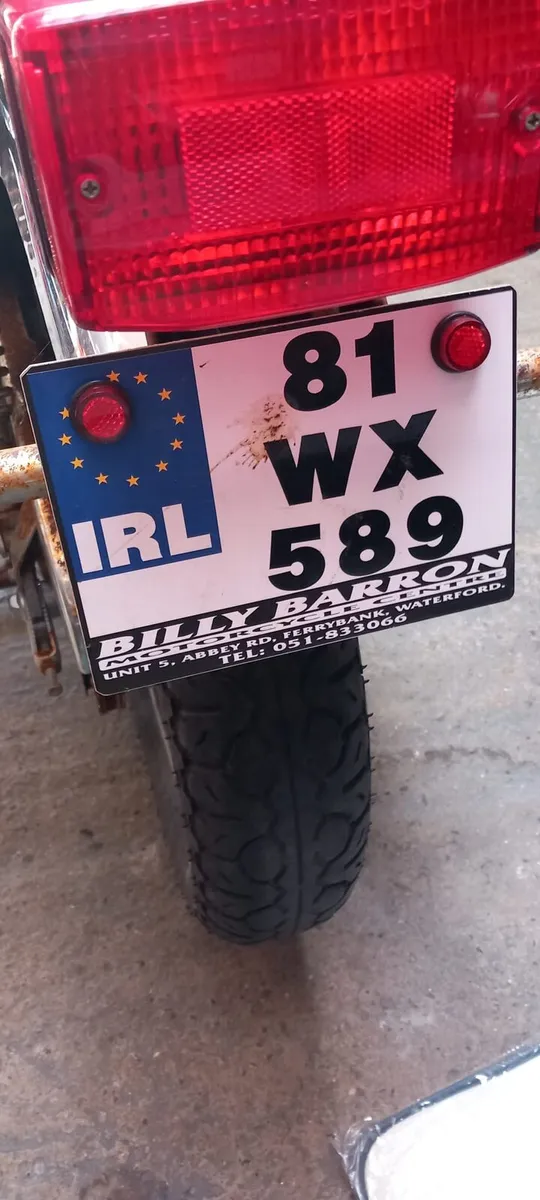 81
WX
589
IRL
BILLY BARRON
MOTORCYCLE CENTRE
UNIT 5, ABBEY RD, FERRYBANK, WATERFORD.
TEL: 051-833066